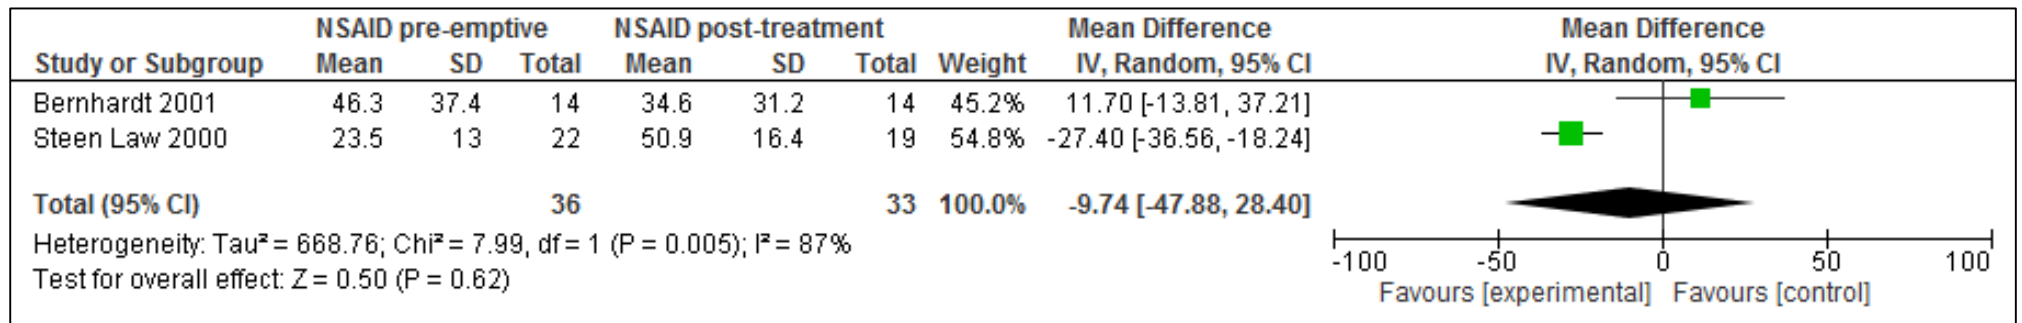 NSAID pre-emptive NSAID post-treatment Mean Difference Mean Difference
Study or Subgroup Mean SD Total Mean SD Total Weight IV, Random, 95% CI IV, Random, 95% CI
Bernhardt 2001 46.3 37.4 14 34.6 31.2 14 45.2% 11.70 [-13.81, 37.21]
Steen Law 2000 23.5 13 22 50.9 16.4 19 54.8% -27.40 [-36.56, -18.24]
Total (95% CI) 36 33 100.0% -9.74 [-47.88, 28.40]
Heterogeneity: Tau² = 668.76; Chi² = 7.99, df = 1 (P = 0.005); I² = 87%
Test for overall effect: Z = 0.50 (P = 0.62)
-100 -50 0 50 100
Favours [experimental] Favours [control]